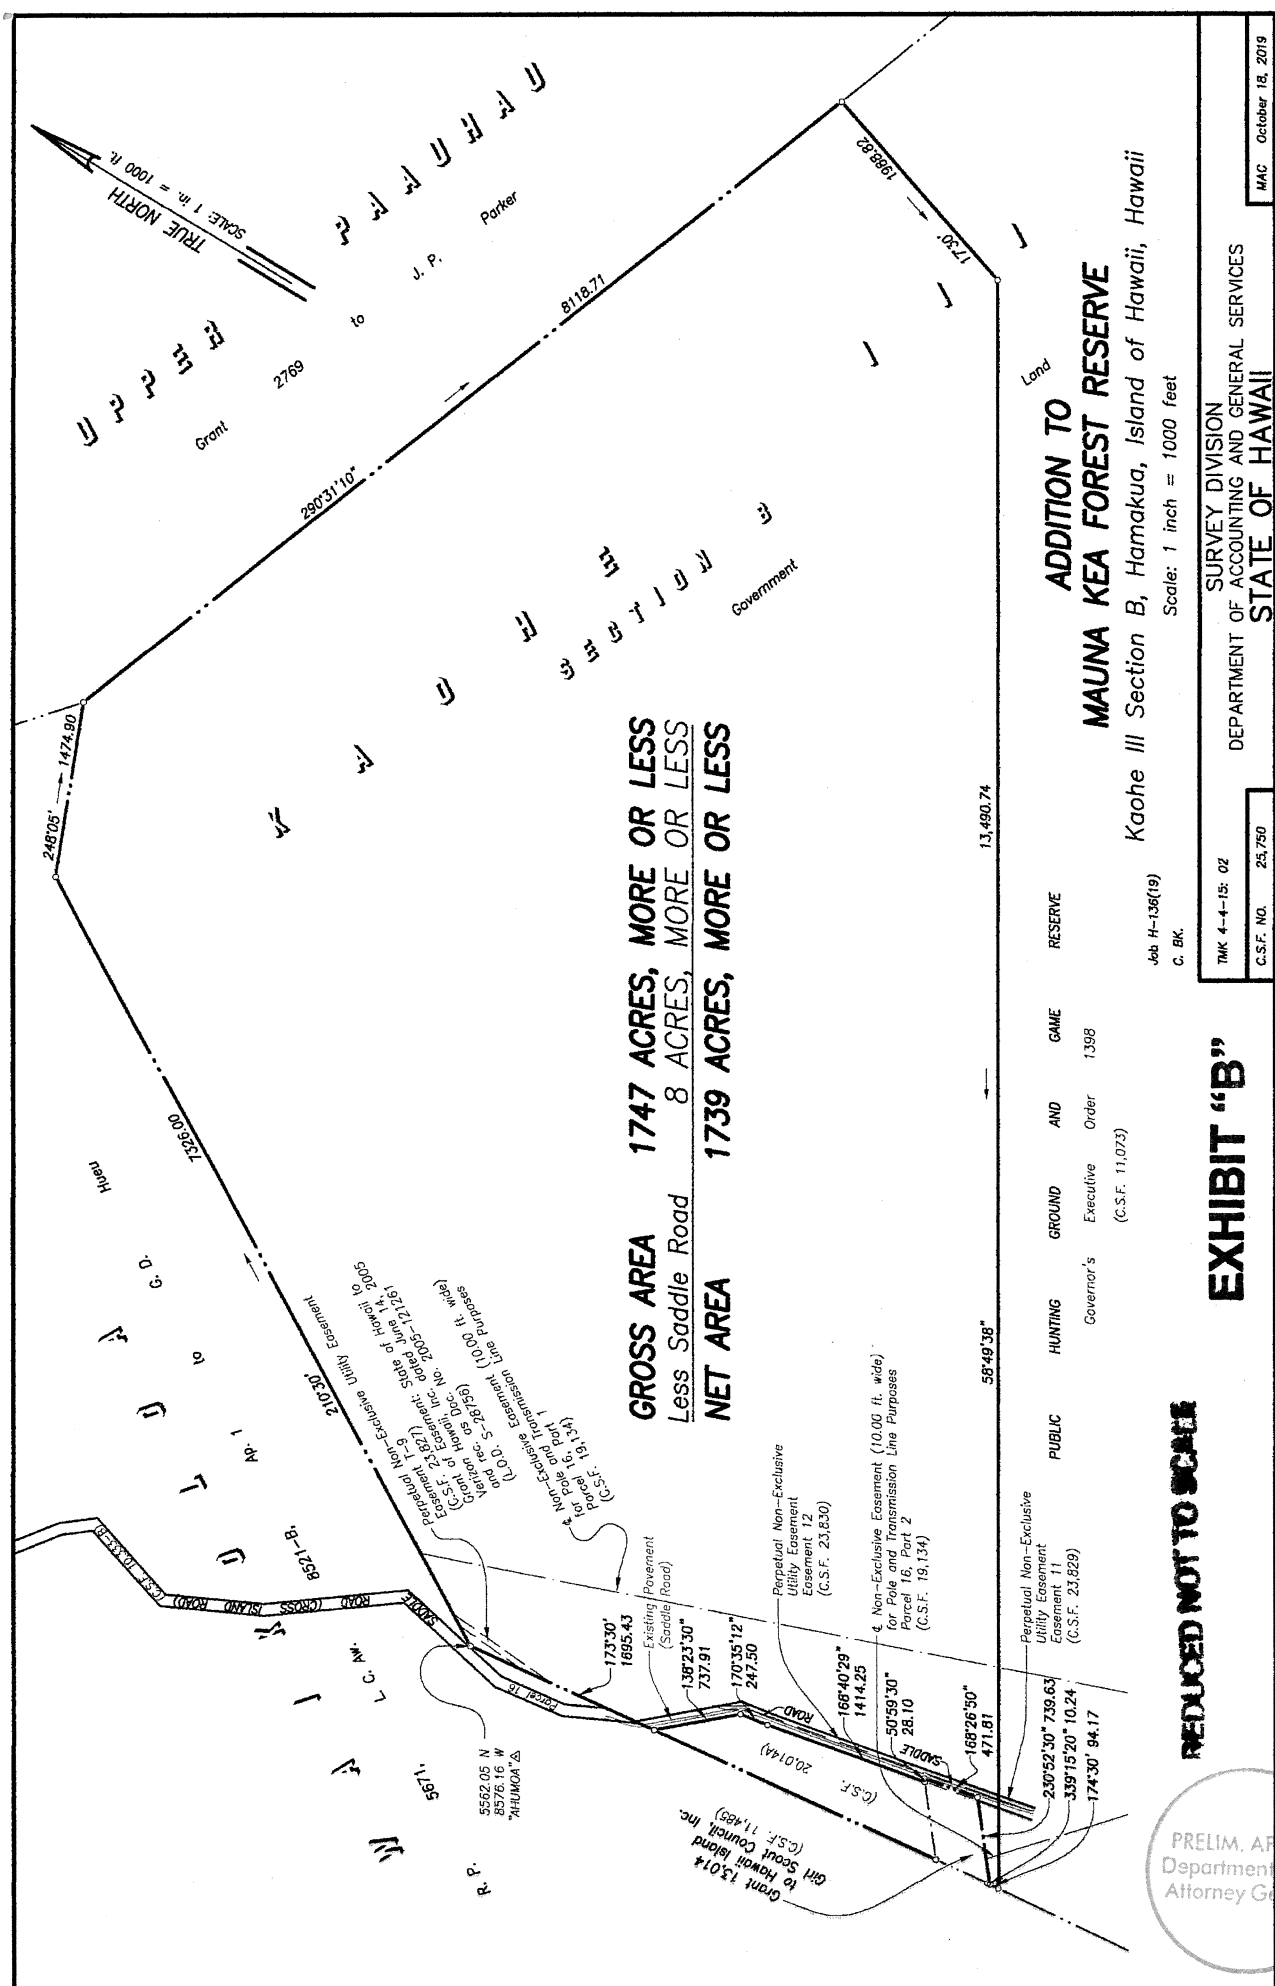 TRUE NORTH
SCALE: 1 in. = 1000 ft.
UPPER PAAUHAU
Grant 2769 to J. P. Parker
248°05' 1474.90
290°31'10" 8118.71
1988.82 17°30'
7326.00
210°30'
WAIKOLOA
R. P. 5671, L. C. Aw. 8521-B, Ap. 1 to G. D. Hueu
KAOHE III
SECTION B
Government Land
SADDLE ROAD (CROSS ISLAND ROAD)
(C.S.F. 10,33-B)
Parcel 16
Perpetual Non-Exclusive Utility Easement
Easement T-9
(C.S.F. 23,827)
Grant of Easement: State of Hawaii to
Verizon Hawaii, Inc. dated June 14, 2005
and rec. as Doc. No. 2005-121261
(L.O.D. S-28756)
℄ Non-Exclusive Easement (10.00 ft. wide)
for Pole and Transmission Line Purposes
Parcel 16, Part 1
(C.S.F. 19,134)
GROSS AREA 1747 ACRES, MORE OR LESS
Less Saddle Road 8 ACRES, MORE OR LESS
NET AREA 1739 ACRES, MORE OR LESS
5562.05 N
8576.16 W
"AHUMOA"
173°30'
1695.43
Existing Pavement
(Saddle Road)
138°23'30"
737.91
170°35'12"
247.50
Perpetual Non-Exclusive
Utility Easement
Easement 12
(C.S.F. 23,830)
168°40'29"
1414.25
℄ Non-Exclusive Easement (10.00 ft. wide)
for Pole and Transmission Line Purposes
Parcel 16, Part 2
(C.S.F. 19,134)
50°59'30"
28.10
SADDLE ROAD
(C.S.F. 20,014A)
168°26'50"
471.81
Perpetual Non-Exclusive
Utility Easement
Easement 11
(C.S.F. 23,829)
230°52'30" 739.63
339°15'20" 10.24
174°30' 94.17
Grant 13,014
to Hawaii Island
Girl Scout Council, Inc.
(C.S.F. 11,485)
58°49'38" 13,490.74
PUBLIC HUNTING GROUND AND GAME RESERVE
Governor's Executive Order 1398
(C.S.F. 11,073)
ADDITION TO
MAUNA KEA FOREST RESERVE
Kaohe III Section B, Hamakua, Island of Hawaii, Hawaii
Scale: 1 inch = 1000 feet
Job H-136(19)
C. BK.
TMK 4-4-15: 02
C.S.F. NO. 25,750
SURVEY DIVISION
DEPARTMENT OF ACCOUNTING AND GENERAL SERVICES
STATE OF HAWAII
MAC October 18, 2019
EXHIBIT "B"
REDUCED NOT TO SCALE
PRELIM. AP
Department
Attorney Ge